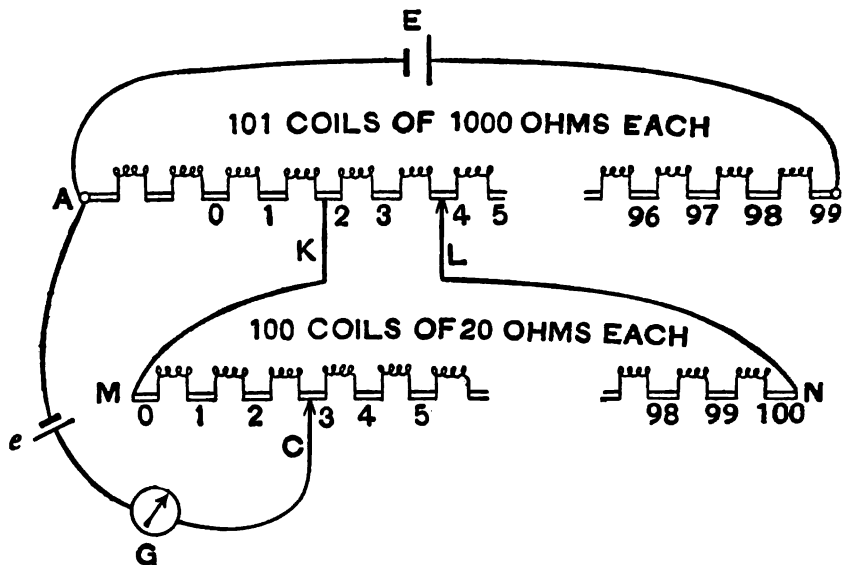 E
101 COILS OF 1000 OHMS EACH
A
0 1 2 3 4 5 96 97 98 99
K L
100 COILS OF 20 OHMS EACH
M N
0 1 2 3 4 5 98 99 100
C
e
G